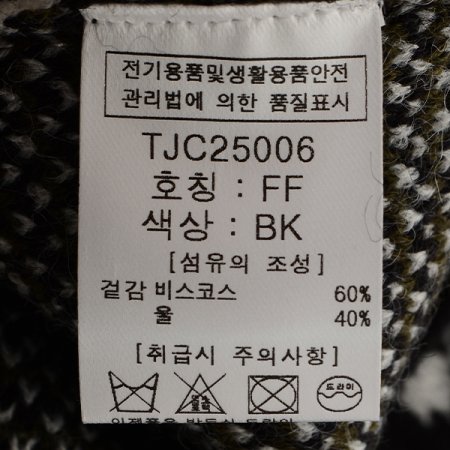 전기용품및생활용품안전
관리법에 의한 품질표시
TJC25006
호칭 : FF
색상 : BK
[섬유의 조성]
겉감 비스코스 60%
울 40%
[취급시 주의사항]
드라이